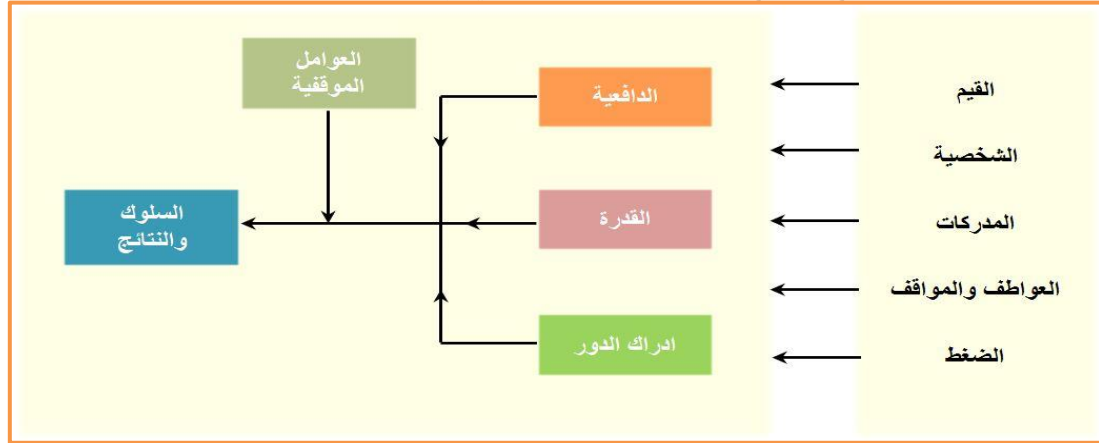 العوامل
الموقفية
الدافعية
القيم
الشخصية
السلوك
والنتائج
القدرة
المدركات
العواطف والمواقف
ادراك الدور
الضغط